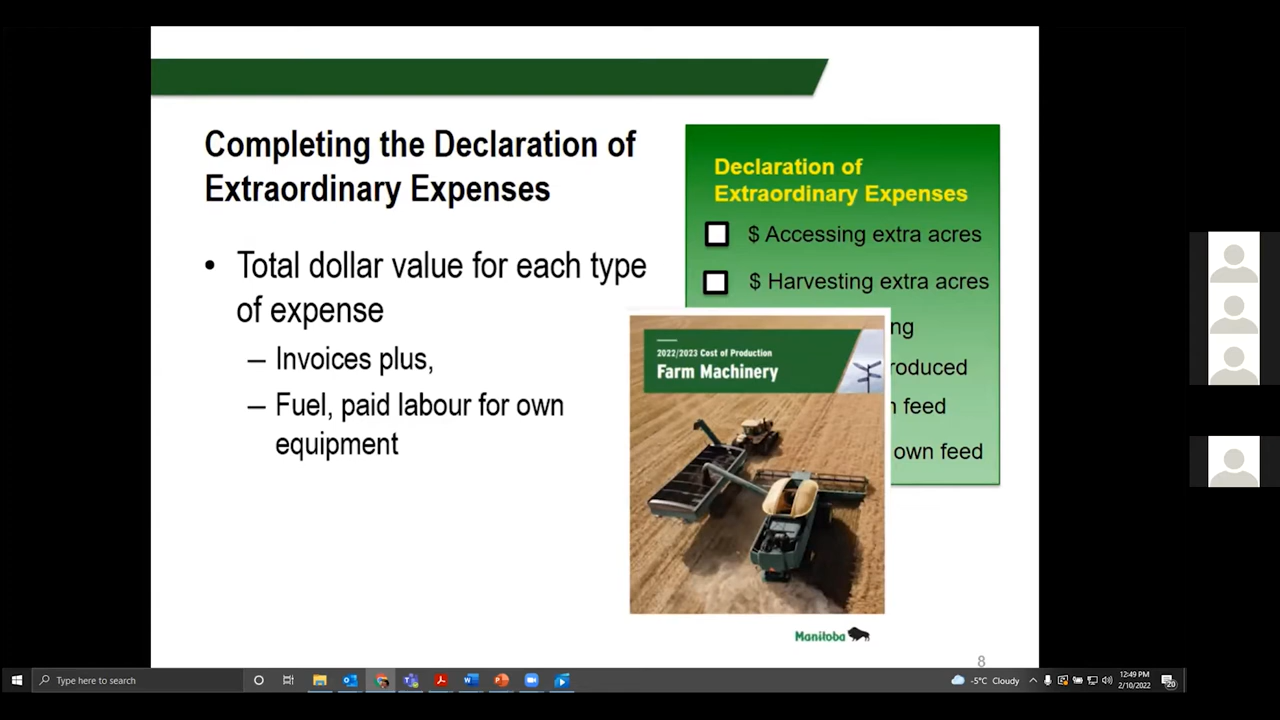 Completing the Declaration of
Extraordinary Expenses
• Total dollar value for each type
of expense
– Invoices plus,
– Fuel, paid labour for own
equipment
Declaration of
Extraordinary Expenses
$ Accessing extra acres
$ Harvesting extra acres
ng
roduced
feed
own feed
2022/2023 Cost of Production
Farm Machinery
Manitoba
8
Type here to search
-5°C Cloudy
12:49 PM
2/10/2022
20